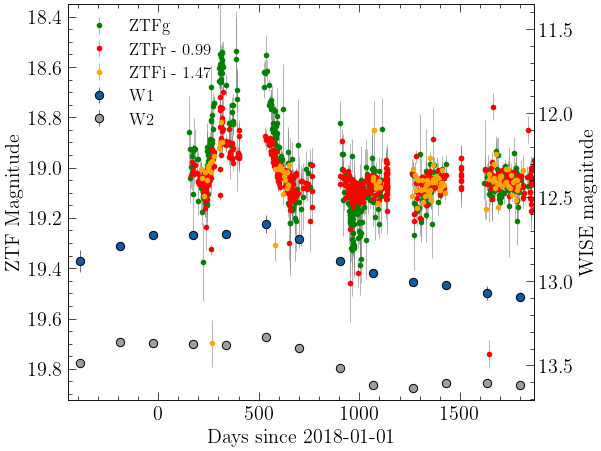 ZTFg
ZTFr - 0.99
ZTFi - 1.47
W1
W2
18.4
18.6
18.8
19.0
19.2
19.4
19.6
19.8
ZTF Magnitude
11.5
12.0
12.5
13.0
13.5
WISE magnitude
0
500
1000
1500
Days since 2018-01-01